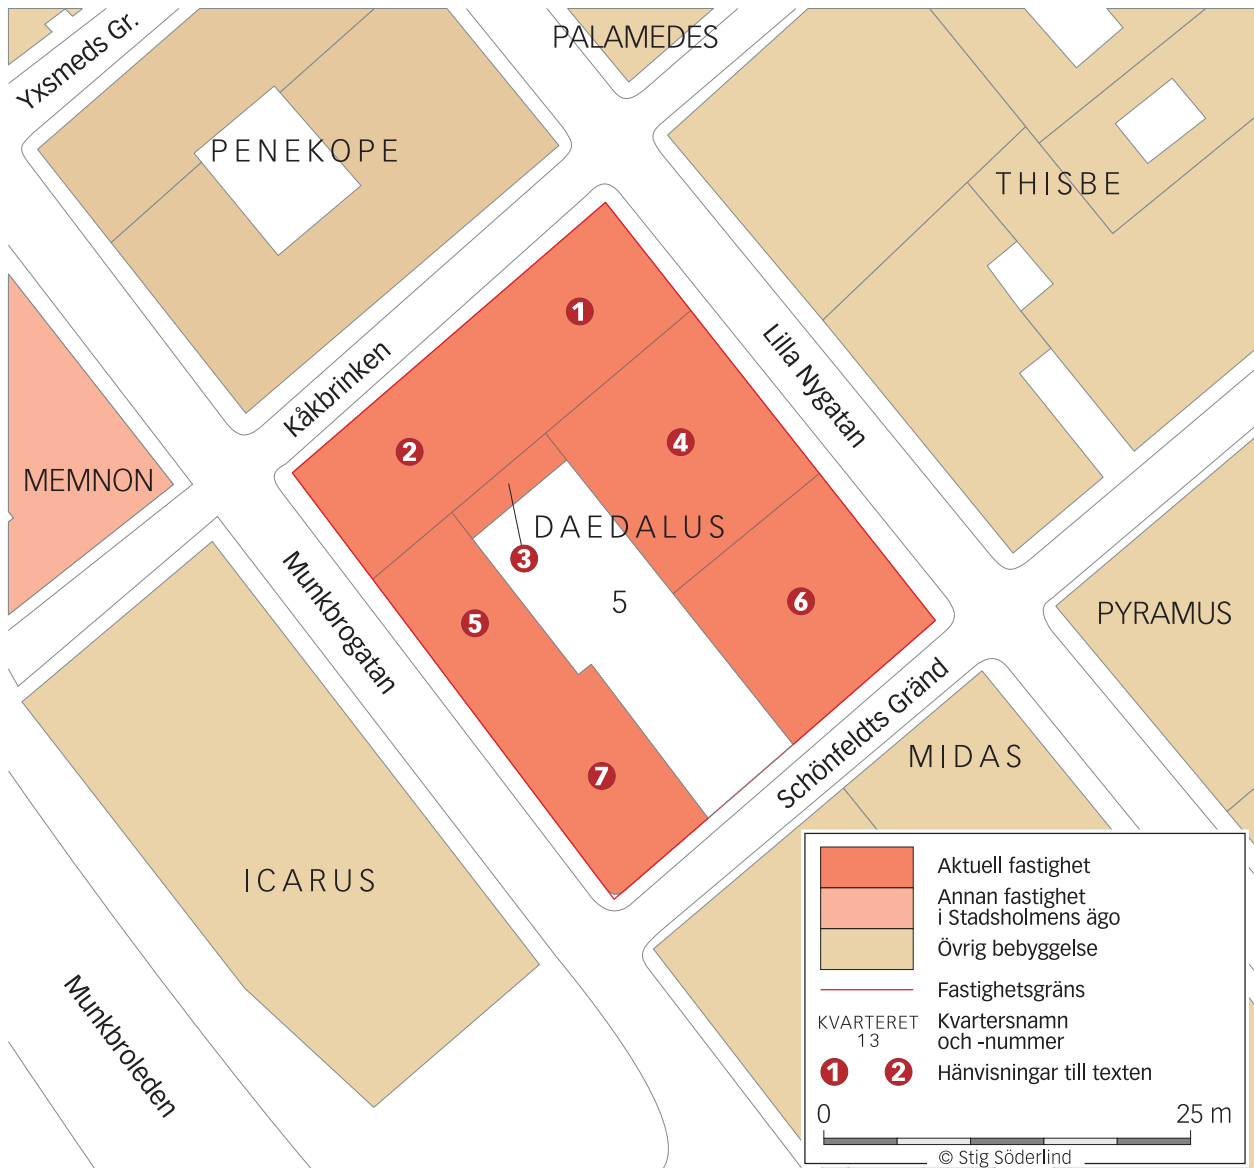 Yxsmeds Gr.
PALAMEDES
PENEKOPE
THISBE
1
Kåkbrinken
Lilla Nygatan
2
4
MEMNON
DAEDALUS
3
5
Munkbrogatan
5
6
PYRAMUS
Schönfeldts Gränd
MIDAS
7
ICARUS
Munkbroleden
Aktuell fastighet
Annan fastighet
i Stadsholmens ägo
Övrig bebyggelse
Fastighetsgräns
KVARTERET
13
Kvartersnamn
och -nummer
1 2 Hänvisningar till texten
0 25 m
© Stig Söderlind